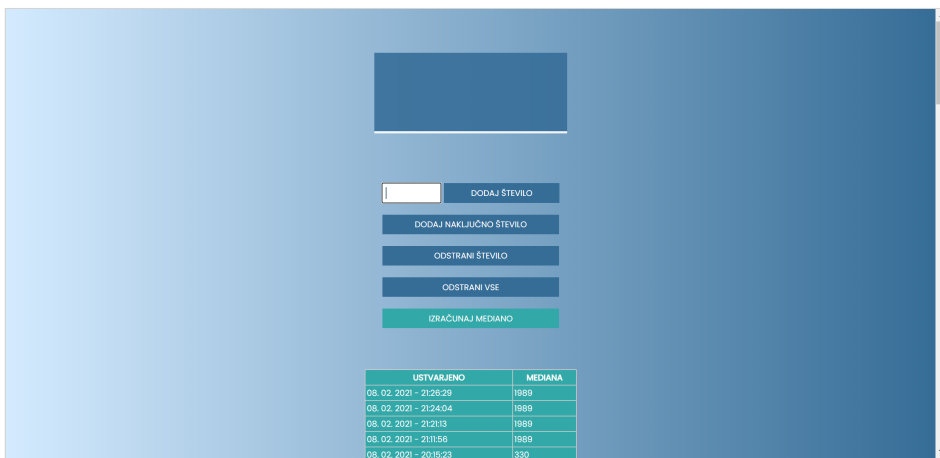 DODAJ ŠTEVILO
DODAJ NAKLJUČNO ŠTEVILO
ODSTRANI ŠTEVILO
ODSTRANI VSE
IZRAČUNAJ MEDIANO
USTVARJENO MEDIANA
08. 02. 2021 - 21:26:29 1989
08. 02. 2021 - 21:24:04 1989
08. 02. 2021 - 21:21:13 1989
08. 02. 2021 - 21:11:56 1989
08. 02. 2021 - 20:15:23 330